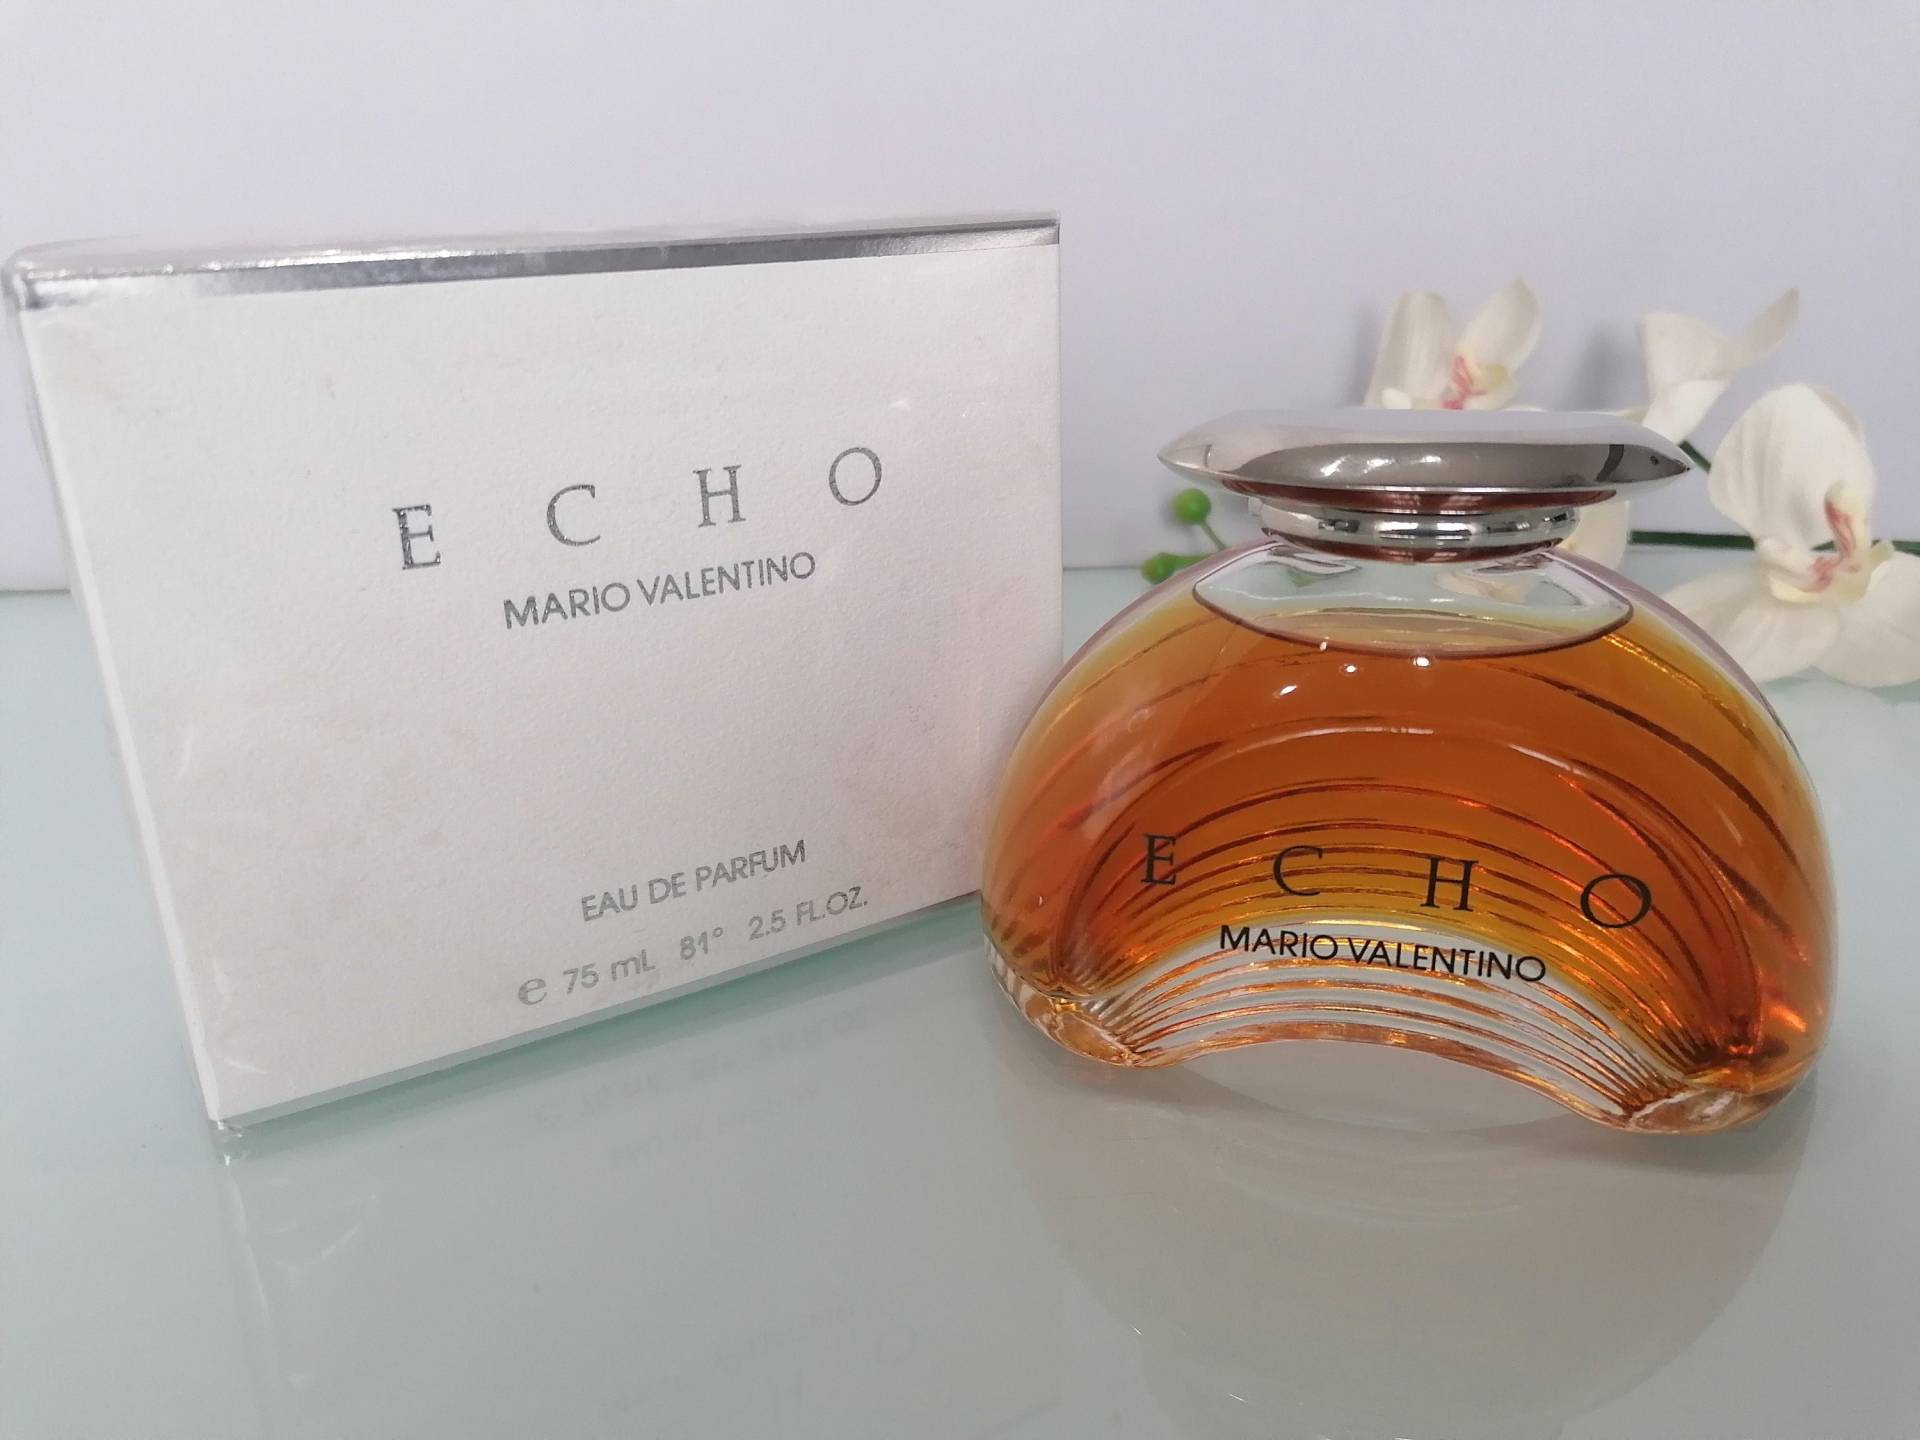 E C H O
MARIO VALENTINO
EAU DE PARFUM
℮ 75 mL 81° 2.5 FL.OZ.
E C H O
MARIO VALENTINO